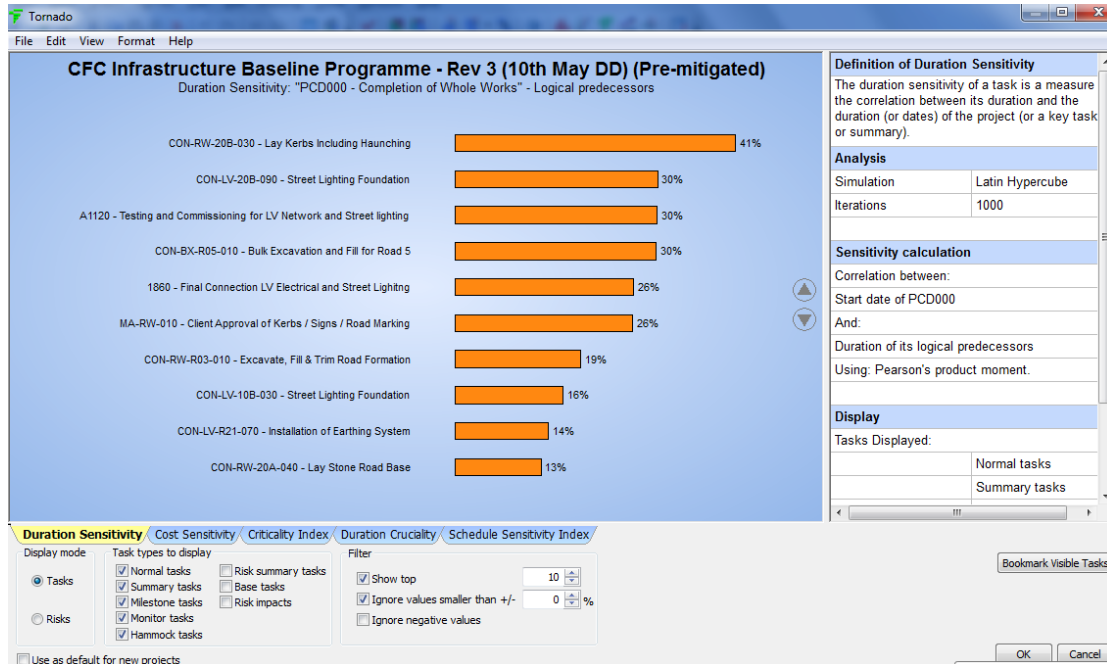 Tornado
File Edit View Format Help
CFC Infrastructure Baseline Programme - Rev 3 (10th May DD) (Pre-mitigated)
Duration Sensitivity: "PCD000 - Completion of Whole Works" - Logical predecessors
CON-RW-20B-030 - Lay Kerbs Including Haunching 41%
CON-LV-20B-090 - Street Lighting Foundation 30%
A1120 - Testing and Commissioning for LV Network and Street lighting 30%
CON-BX-R05-010 - Bulk Excavation and Fill for Road 5 30%
1860 - Final Connection LV Electrical and Street Lighitng 26%
MA-RW-010 - Client Approval of Kerbs / Signs / Road Marking 26%
CON-RW-R03-010 - Excavate, Fill & Trim Road Formation 19%
CON-LV-10B-030 - Street Lighting Foundation 16%
CON-LV-R21-070 - Installation of Earthing System 14%
CON-RW-20A-040 - Lay Stone Road Base 13%
Definition of Duration Sensitivity
The duration sensitivity of a task is a measure
the correlation between its duration and the
duration (or dates) of the project (or a key task
or summary).
Analysis
Simulation Latin Hypercube
Iterations 1000
Sensitivity calculation
Correlation between:
Start date of PCD000
And:
Duration of its logical predecessors
Using: Pearson's product moment.
Display
Tasks Displayed:
Normal tasks
Summary tasks
Duration Sensitivity Cost Sensitivity Criticality Index Duration Cruciality Schedule Sensitivity Index
Display mode
Tasks
Risks
Task types to display
Normal tasks Risk summary tasks
Summary tasks Base tasks
Milestone tasks Risk impacts
Monitor tasks
Hammock tasks
Filter
Show top 10
Ignore values smaller than +/- 0 %
Ignore negative values
Bookmark Visible Tasks
Use as default for new projects
OK Cancel